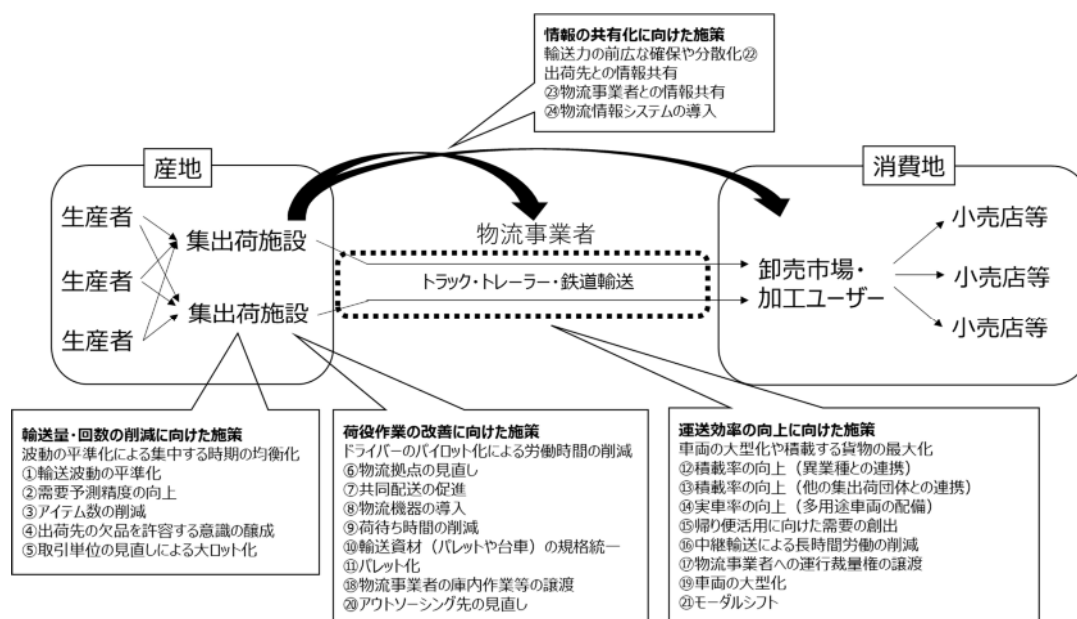 情報の共有化に向けた施策
輸送力の前広な確保や分散化㉒
出荷先との情報共有
㉓物流事業者との情報共有
㉔物流情報システムの導入
産地
消費地
生産者
生産者
生産者
集出荷施設
集出荷施設
物流事業者
トラック・トレーラー・鉄道輸送
卸売市場・
加工ユーザー
小売店等
小売店等
小売店等
輸送量・回数の削減に向けた施策
波動の平準化による集中する時期の均衡化
①輸送波動の平準化
②需要予測精度の向上
③アイテム数の削減
④出荷先の欠品を許容する意識の醸成
⑤取引単位の見直しによる大ロット化
荷役作業の改善に向けた施策
ドライバーのパイロット化による労働時間の削減
⑥物流拠点の見直し
⑦共同配送の促進
⑧物流機器の導入
⑨荷待ち時間の削減
⑩輸送資材（パレットや台車）の規格統一
⑪パレット化
⑱物流事業者の庫内作業等の譲渡
⑳アウトソーシング先の見直し
運送効率の向上に向けた施策
車両の大型化や積載する貨物の最大化
⑫積載率の向上（異業種との連携）
⑬積載率の向上（他の集出荷団体との連携）
⑭実車率の向上（多用途車両の配備）
⑮帰り便活用に向けた需要の創出
⑯中継輸送による長時間労働の削減
⑰物流事業者への運行裁量権の譲渡
⑲車両の大型化
㉑モーダルシフト